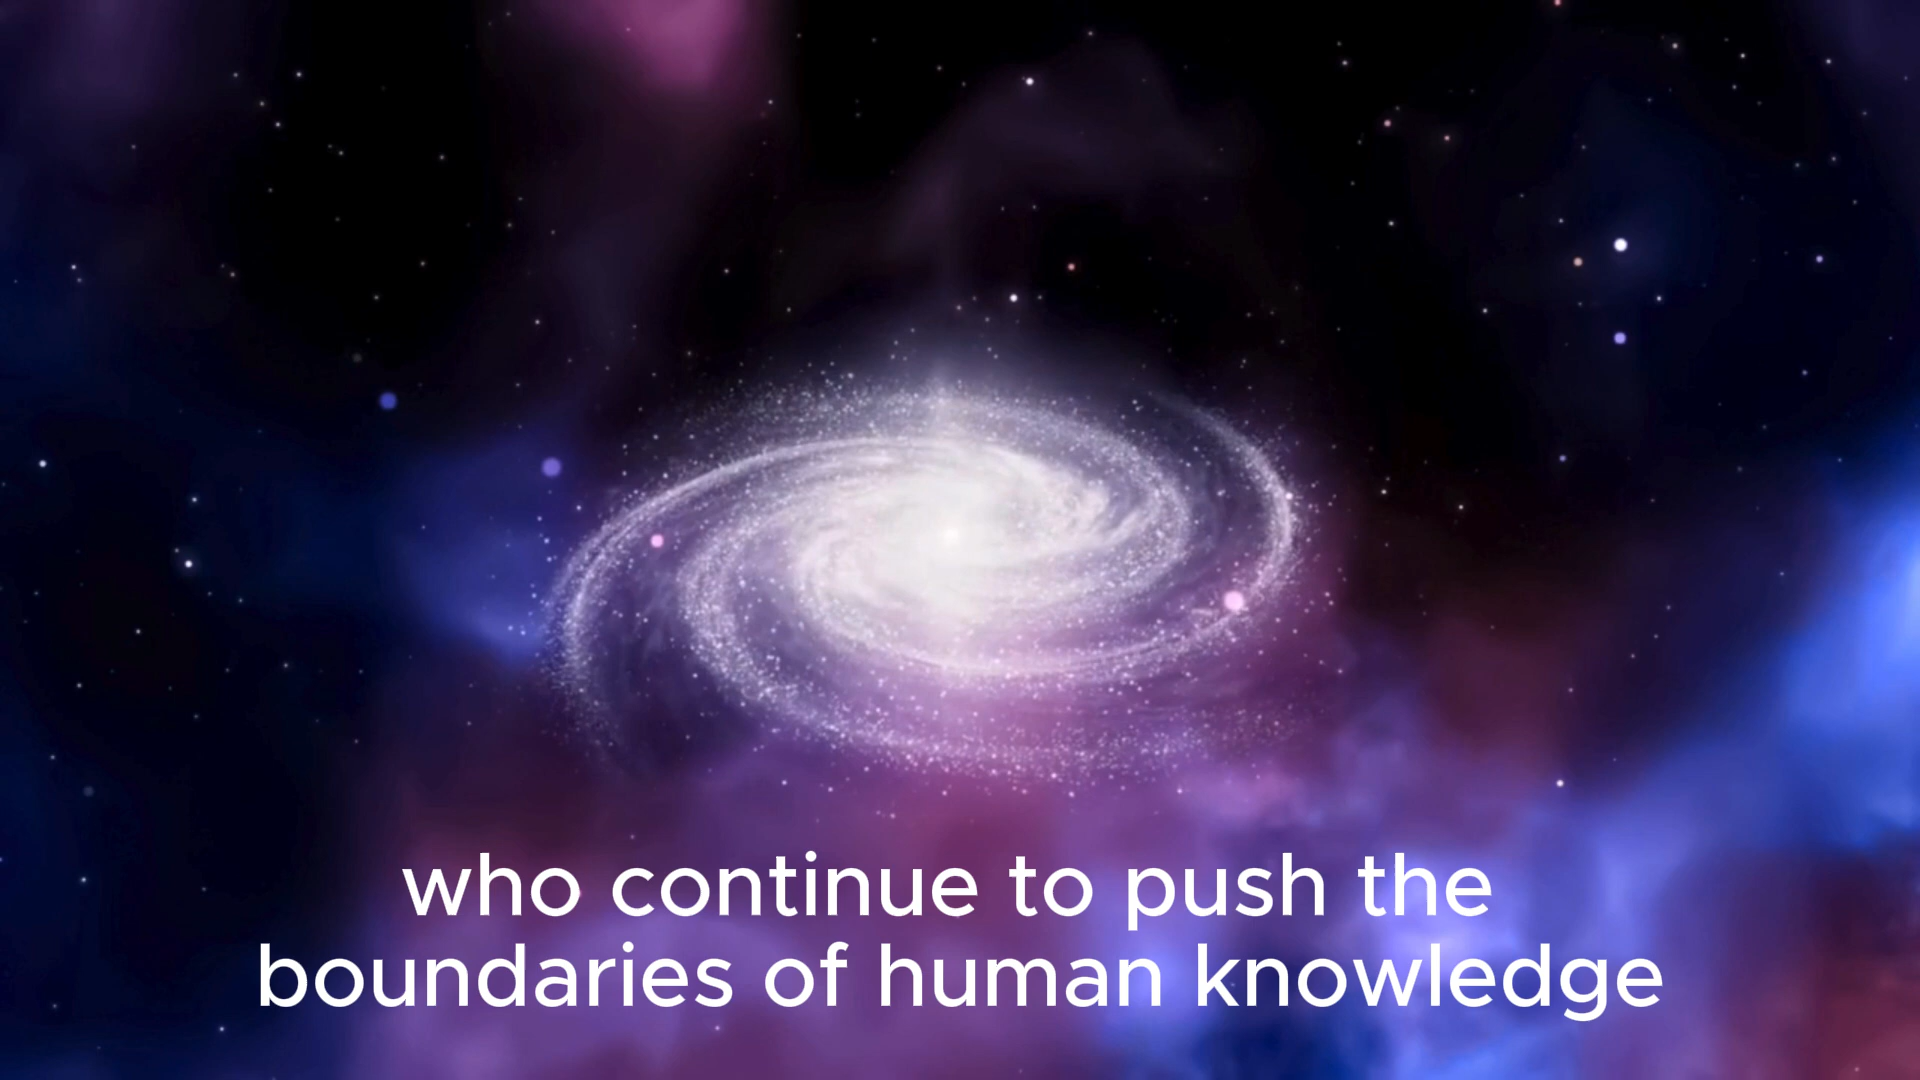 who continue to push the
boundaries of human knowledge